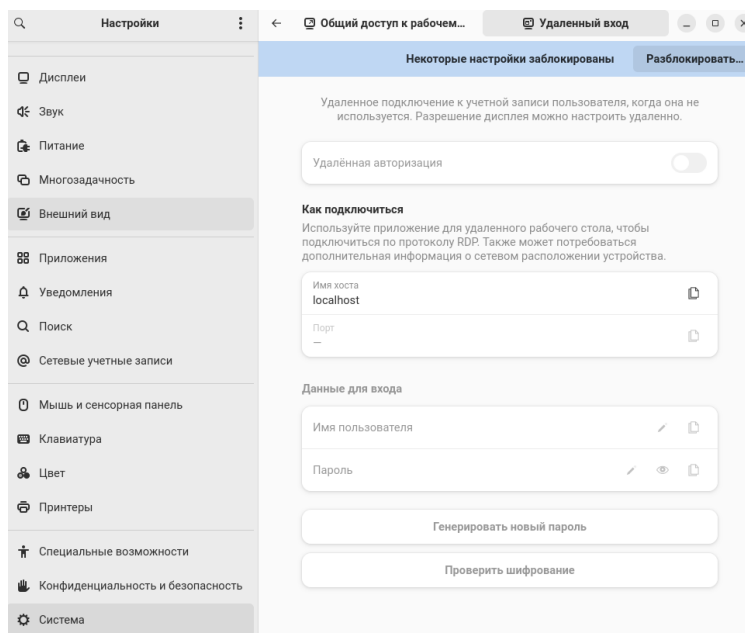 Настройки
Общий доступ к рабочем...
Удаленный вход
Некоторые настройки заблокированы
Разблокировать...
Дисплеи
Звук
Питание
Многозадачность
Внешний вид
Приложения
Уведомления
Поиск
Сетевые учетные записи
Мышь и сенсорная панель
Клавиатура
Цвет
Принтеры
Специальные возможности
Конфиденциальность и безопасность
Система
Удаленное подключение к учетной записи пользователя, когда она не
используется. Разрешение дисплея можно настроить удаленно.
Удалённая авторизация
Как подключиться
Используйте приложение для удаленного рабочего стола, чтобы
подключиться по протоколу RDP. Также может потребоваться
дополнительная информация о сетевом расположении устройства.
Имя хоста
localhost
Порт
—
Данные для входа
Имя пользователя
Пароль
Генерировать новый пароль
Проверить шифрование